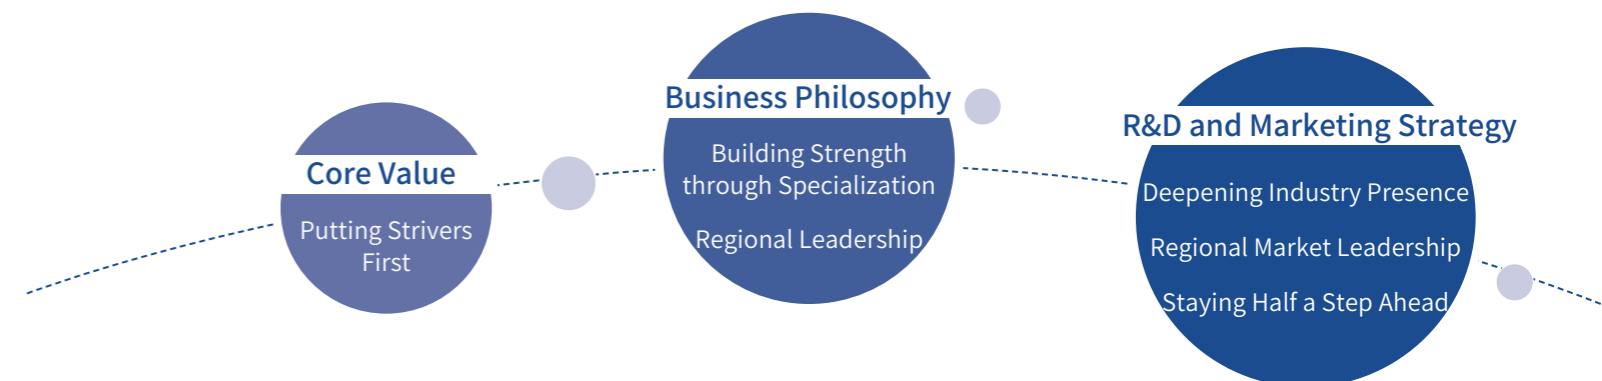 Core Value
Putting Strivers
First
Business Philosophy
Building Strength
through Specialization
Regional Leadership
R&D and Marketing Strategy
Deepening Industry Presence
Regional Market Leadership
Staying Half a Step Ahead